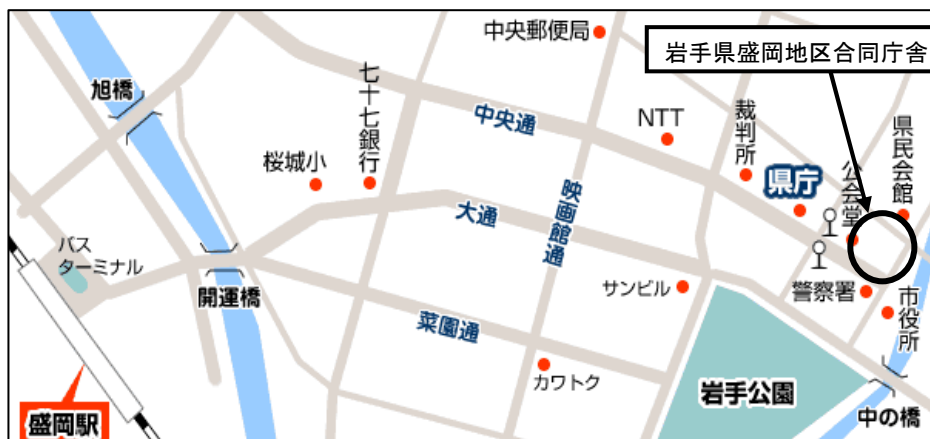 中央郵便局
岩手県盛岡地区合同庁舎
旭橋
七十七銀行
中央通
NTT
裁判所
県民会館
桜城小
県庁
公会堂
大通
映画館通
バス
ターミナル
開運橋
サンビル
警察署
市役所
菜園通
カワトク
岩手公園
中の橋
盛岡駅